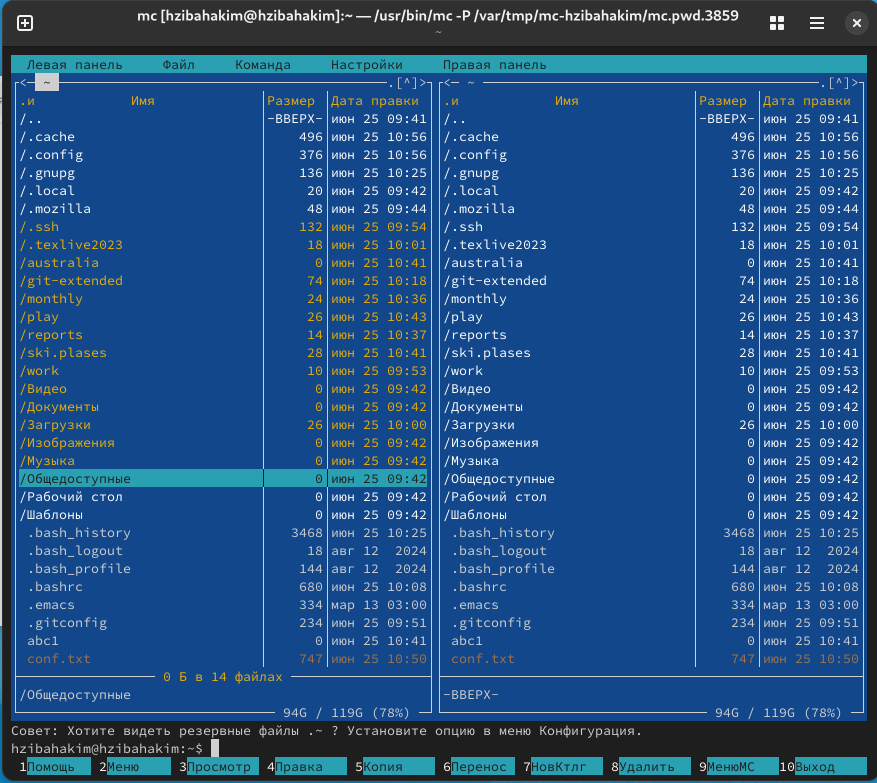 mc [hzibahakim@hzibahakim]:~ — /usr/bin/mc -P /var/tmp/mc-hzibahakim/mc.pwd.3859
~
Левая панель Файл Команда Настройки Правая панель
<— ~ .[^]> <— ~ .[^]>
.и Имя Размер Дата правки .и Имя Размер Дата правки
/.. -ВВЕРХ- июн 25 09:41 /.. -ВВЕРХ- июн 25 09:41
/.cache 496 июн 25 10:56 /.cache 496 июн 25 10:56
/.config 376 июн 25 10:56 /.config 376 июн 25 10:56
/.gnupg 136 июн 25 10:25 /.gnupg 136 июн 25 10:25
/.local 20 июн 25 09:42 /.local 20 июн 25 09:42
/.mozilla 48 июн 25 09:44 /.mozilla 48 июн 25 09:44
/.ssh 132 июн 25 09:54 /.ssh 132 июн 25 09:54
/.texlive2023 18 июн 25 10:01 /.texlive2023 18 июн 25 10:01
/australia 0 июн 25 10:41 /australia 0 июн 25 10:41
/git-extended 74 июн 25 10:18 /git-extended 74 июн 25 10:18
/monthly 24 июн 25 10:36 /monthly 24 июн 25 10:36
/play 26 июн 25 10:43 /play 26 июн 25 10:43
/reports 14 июн 25 10:37 /reports 14 июн 25 10:37
/ski.plases 28 июн 25 10:41 /ski.plases 28 июн 25 10:41
/work 10 июн 25 09:53 /work 10 июн 25 09:53
/Видео 0 июн 25 09:42 /Видео 0 июн 25 09:42
/Документы 0 июн 25 09:42 /Документы 0 июн 25 09:42
/Загрузки 26 июн 25 10:00 /Загрузки 26 июн 25 10:00
/Изображения 0 июн 25 09:42 /Изображения 0 июн 25 09:42
/Музыка 0 июн 25 09:42 /Музыка 0 июн 25 09:42
/Общедоступные 0 июн 25 09:42 /Общедоступные 0 июн 25 09:42
/Рабочий стол 0 июн 25 09:42 /Рабочий стол 0 июн 25 09:42
/Шаблоны 0 июн 25 09:42 /Шаблоны 0 июн 25 09:42
.bash_history 3468 июн 25 10:25 .bash_history 3468 июн 25 10:25
.bash_logout 18 авг 12 2024 .bash_logout 18 авг 12 2024
.bash_profile 144 авг 12 2024 .bash_profile 144 авг 12 2024
.bashrc 680 июн 25 10:08 .bashrc 680 июн 25 10:08
.emacs 334 мар 13 03:00 .emacs 334 мар 13 03:00
.gitconfig 234 июн 25 09:51 .gitconfig 234 июн 25 09:51
abc1 0 июн 25 10:41 abc1 0 июн 25 10:41
conf.txt 747 июн 25 10:50 conf.txt 747 июн 25 10:50
0 Б в 14 файлах
/Общедоступные -ВВЕРХ-
94G / 119G (78%) 94G / 119G (78%)
Совет: Хотите видеть резервные файлы .~ ? Установите опцию в меню Конфигурация.
hzibahakim@hzibahakim:~$
1Помощь 2Меню 3Просмотр 4Правка 5Копия 6Перенос 7НовКтлг 8Удалить 9МенюMC 10Выход